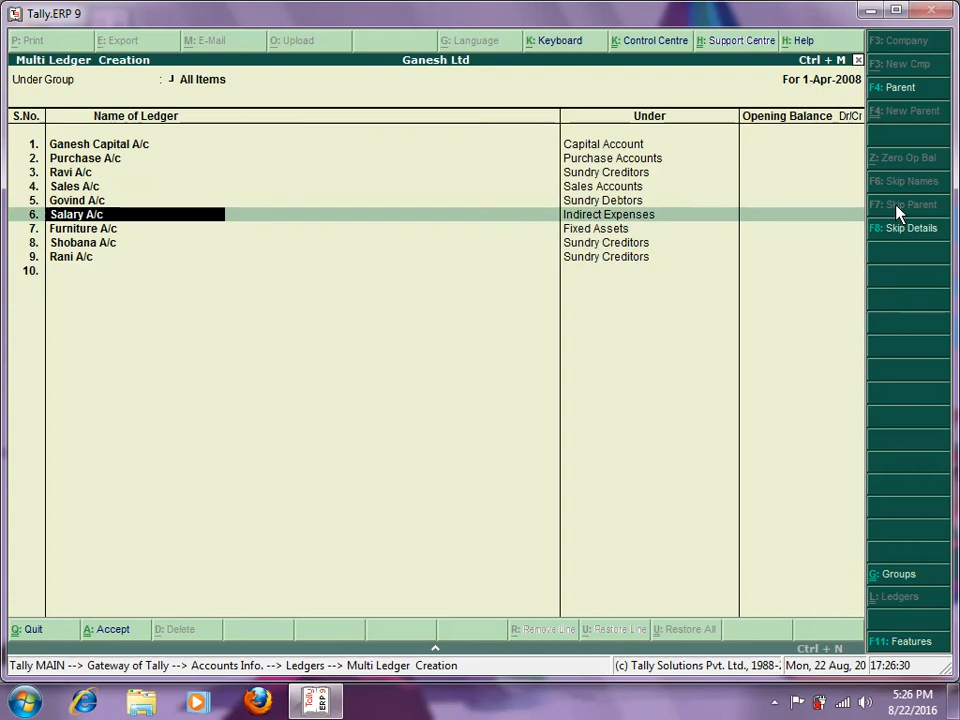 Tally.ERP 9
P: Print E: Export M: E-Mail O: Upload G: Language K: Keyboard K: Control Centre H: Support Centre H: Help
Multi Ledger Creation Ganesh Ltd Ctrl + M
Under Group : ┘ All Items For 1-Apr-2008
S.No. Name of Ledger Under Opening Balance Dr/Cr
1. Ganesh Capital A/c Capital Account
2. Purchase A/c Purchase Accounts
3. Ravi A/c Sundry Creditors
4. Sales A/c Sales Accounts
5. Govind A/c Sundry Debtors
6. Salary A/c Indirect Expenses
7. Furniture A/c Fixed Assets
8. Shobana A/c Sundry Creditors
9. Rani A/c Sundry Creditors
10.
F3: Company
F3: New Cmp
F4: Parent
F4: New Parent
Z: Zero Op Bal
F6: Skip Names
F7: Skip Parent
F8: Skip Details
G: Groups
L: Ledgers
F11: Features
Q: Quit A: Accept D: Delete R: Remove Line U: Restore Line U: Restore All
Ctrl + N
Tally MAIN --> Gateway of Tally --> Accounts Info. --> Ledgers --> Multi Ledger Creation (c) Tally Solutions Pvt. Ltd., 1988- Mon, 22 Aug, 20 17:26:30
Tally ERP 9
5:26 PM
8/22/2016